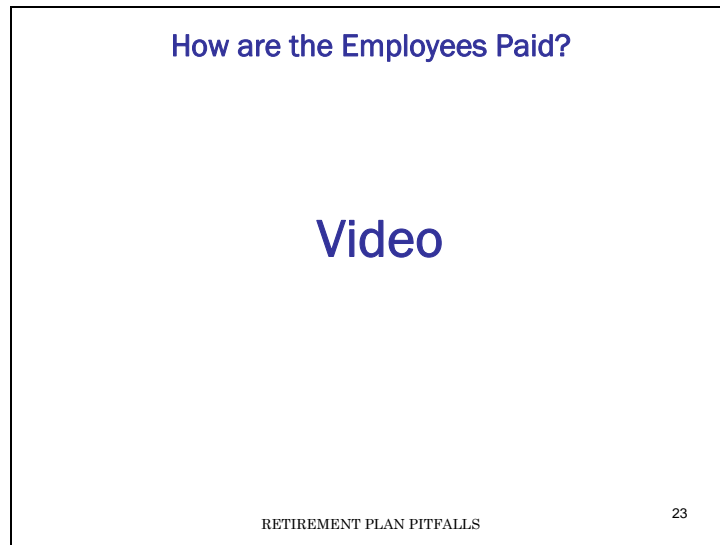 How are the Employees Paid?
Video
RETIREMENT PLAN PITFALLS
23